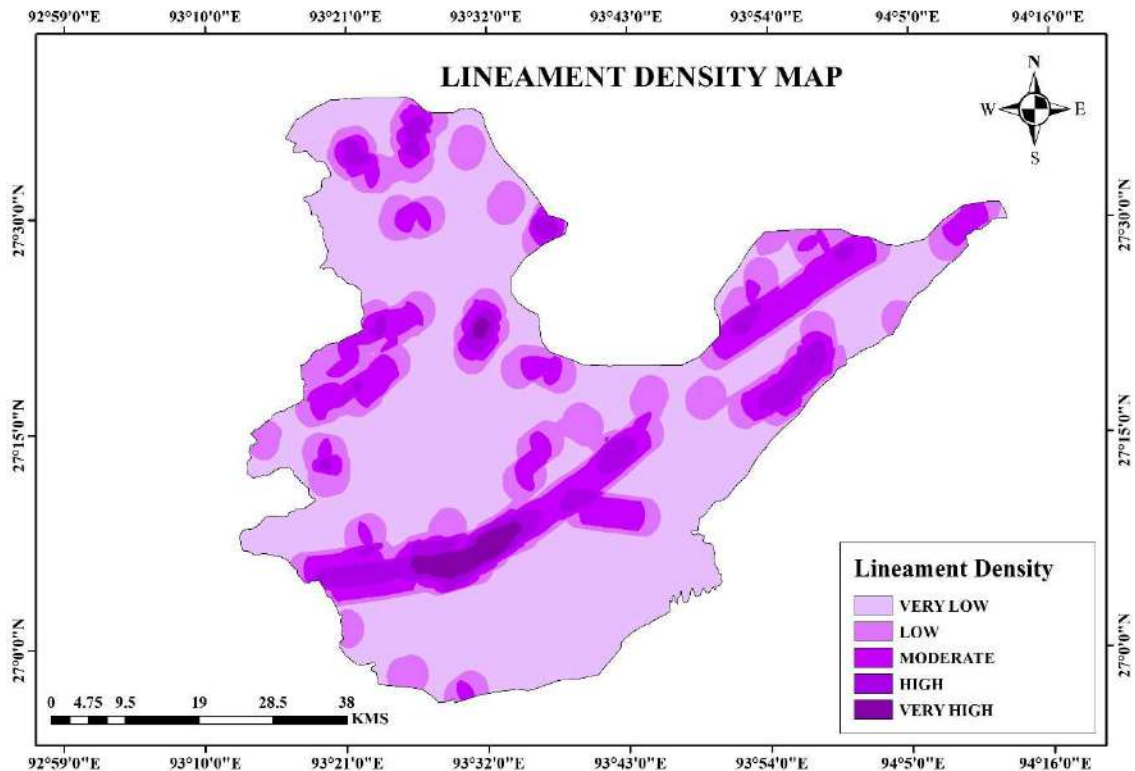 92°59'0"E 93°10'0"E 93°21'0"E 93°32'0"E 93°43'0"E 93°54'0"E 94°5'0"E 94°16'0"E
LINEAMENT DENSITY MAP
N
W E
S
27°30'0"N 27°30'0"N
27°15'0"N 27°15'0"N
27°0'0"N 27°0'0"N
Lineament Density
VERY LOW
LOW
MODERATE
HIGH
VERY HIGH
0 4.75 9.5 19 28.5 38
KMS
92°59'0"E 93°10'0"E 93°21'0"E 93°32'0"E 93°43'0"E 93°54'0"E 94°5'0"E 94°16'0"E